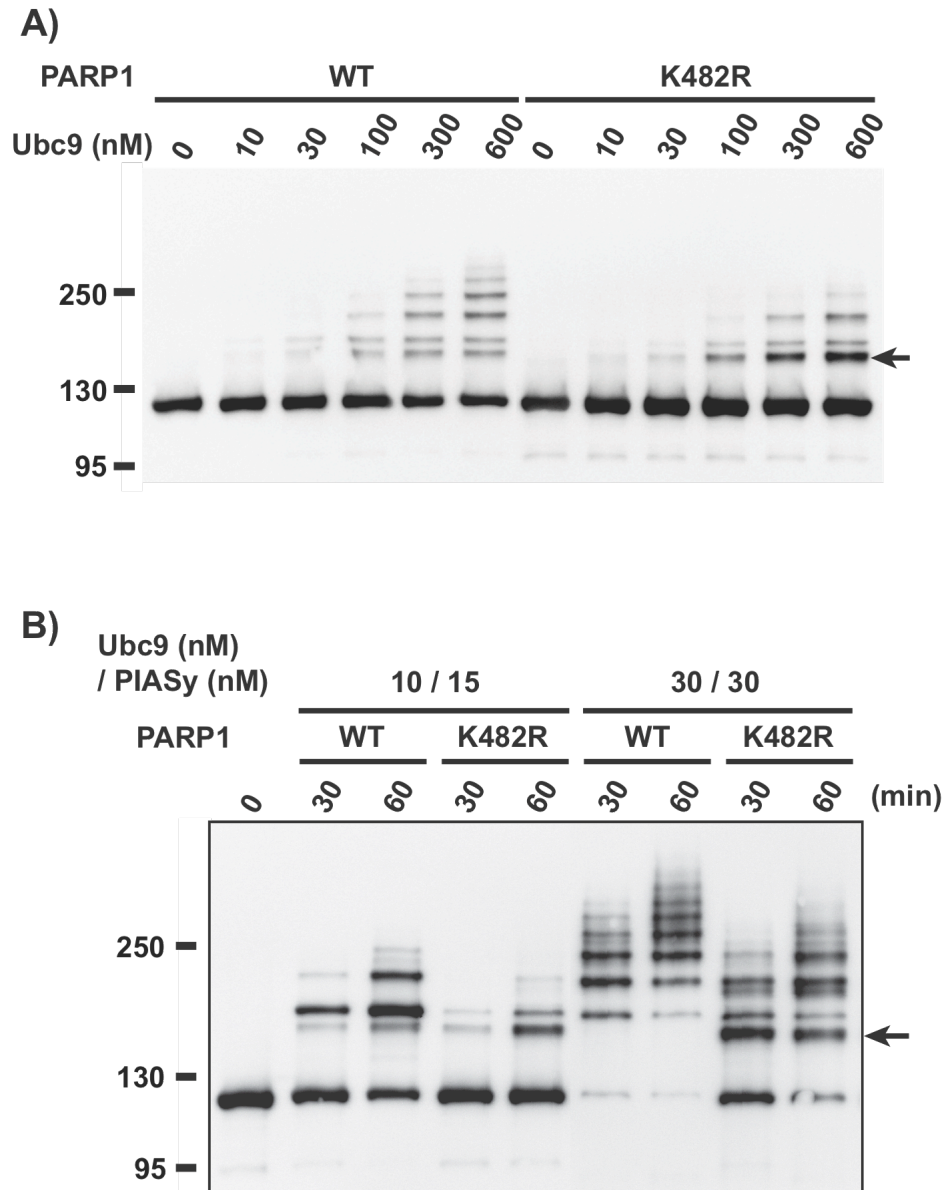 A)
PARP1 WT K482R
Ubc9 (nM) 0 10 30 100 300 600 0 10 30 100 300 600
250
130
95
B)
Ubc9 (nM)
/ PIASy (nM) 10 / 15 30 / 30
PARP1 WT K482R WT K482R
0 30 60 30 60 30 60 30 60 (min)
250
130
95